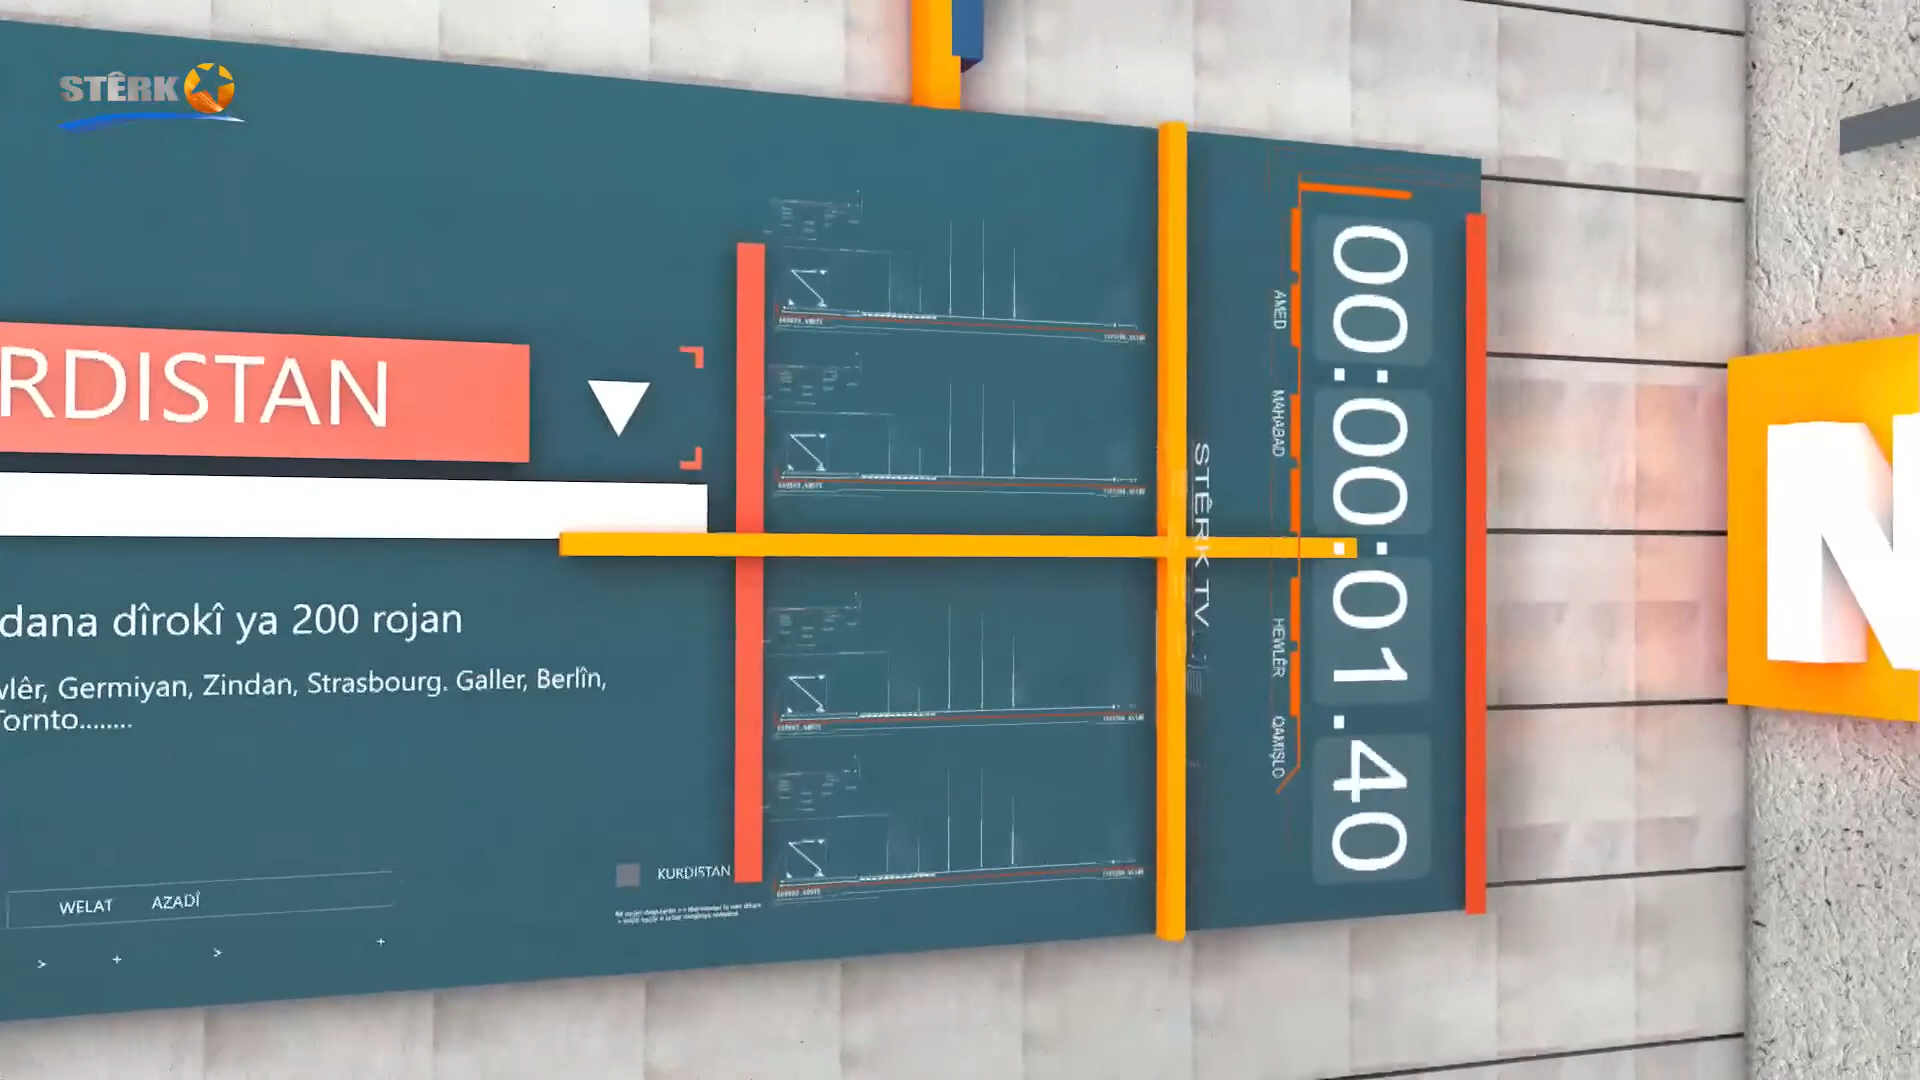 STÊRK
RDISTAN
dana dîrokî ya 200 rojan
wlêr, Germiyan, Zindan, Strasbourg. Galler, Berlîn,
Tornto........
WELAT AZADÎ
KURDISTAN
STÊRK TV
AMED
MAHABAD
HEWLÊR
QAMIŞLO
00:00:01.40
N